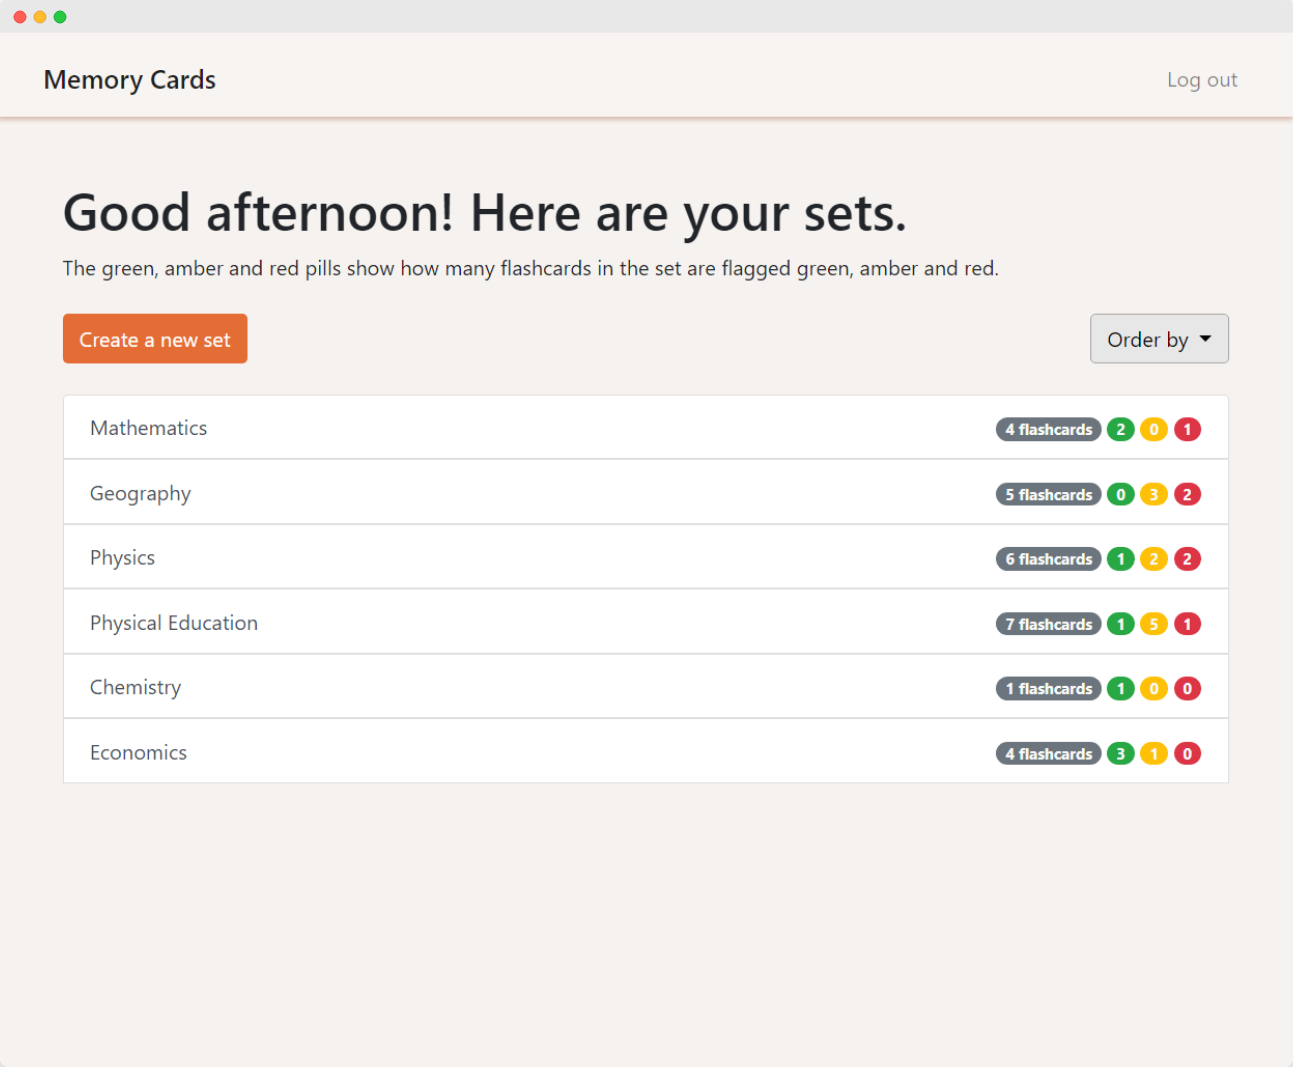 Memory Cards Log out
Good afternoon! Here are your sets.
The green, amber and red pills show how many flashcards in the set are flagged green, amber and red.
Create a new set Order by
Mathematics 4 flashcards 2 0 1
Geography 5 flashcards 0 3 2
Physics 6 flashcards 1 2 2
Physical Education 7 flashcards 1 5 1
Chemistry 1 flashcards 1 0 0
Economics 4 flashcards 3 1 0